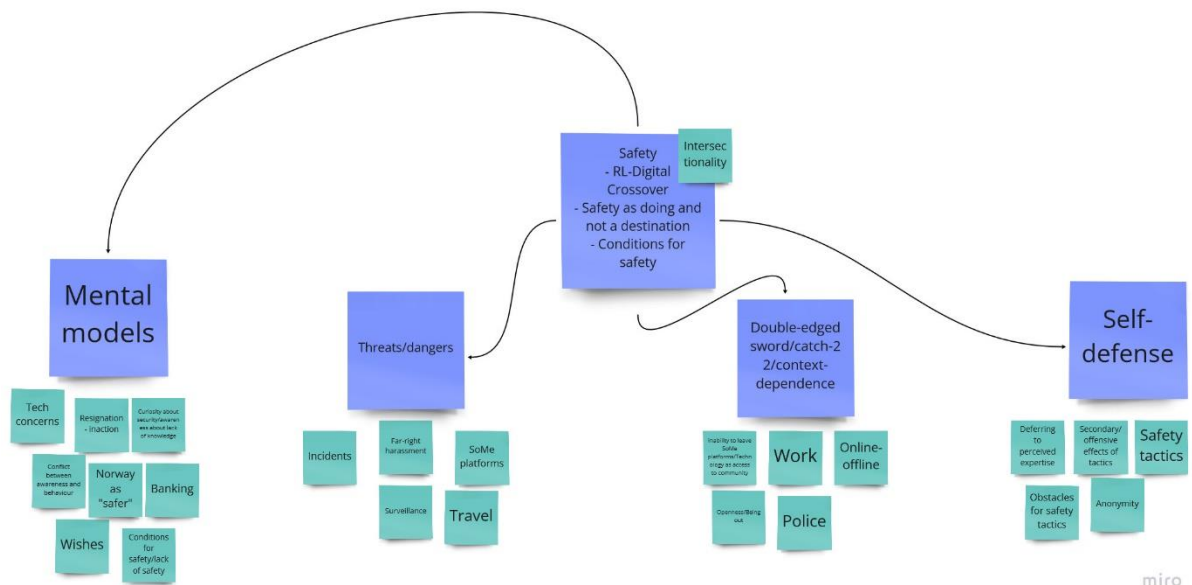 Safety
- RL-Digital
Crossover
- Safety as doing and
not a destination
- Conditions for
safety
Intersec
tionality
Mental
models
Tech
concerns
Resignation
- inaction
Curiosity about
security/awaren
ess about lack of
knowledge
Conflict
between
awareness and
behaviour
Norway
as
"safer"
Banking
Wishes
Conditions
for
safety/lack
of safety
Threats/dangers
Incidents
Far-right
harassment
SoMe
platforms
Surveillance
Travel
Double-edged
sword/catch-2
2/context-
dependence
Inability to leave
SoMe
platforms/Techn
ology as access to
community
Work
Online-
offline
Openness/Being
out
Police
Self-
defense
Deferring
to
perceived
expertise
Secondary/
offensive
effects of
tactics
Safety
tactics
Obstacles
for safety
tactics
Anonymity
miro